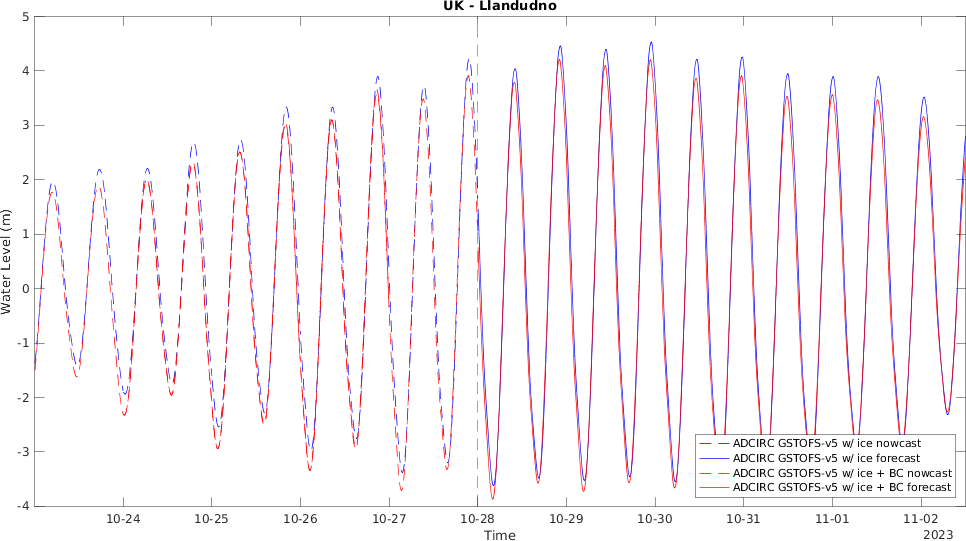 UK - Llandudno
5
4
3
2
1
0
-1
-2
-3
-4
Water Level (m)
ADCIRC GSTOFS-v5 w/ ice nowcast
ADCIRC GSTOFS-v5 w/ ice forecast
ADCIRC GSTOFS-v5 w/ ice + BC nowcast
ADCIRC GSTOFS-v5 w/ ice + BC forecast
10-24 10-25 10-26 10-27 10-28 10-29 10-30 10-31 11-01 11-02
Time
2023